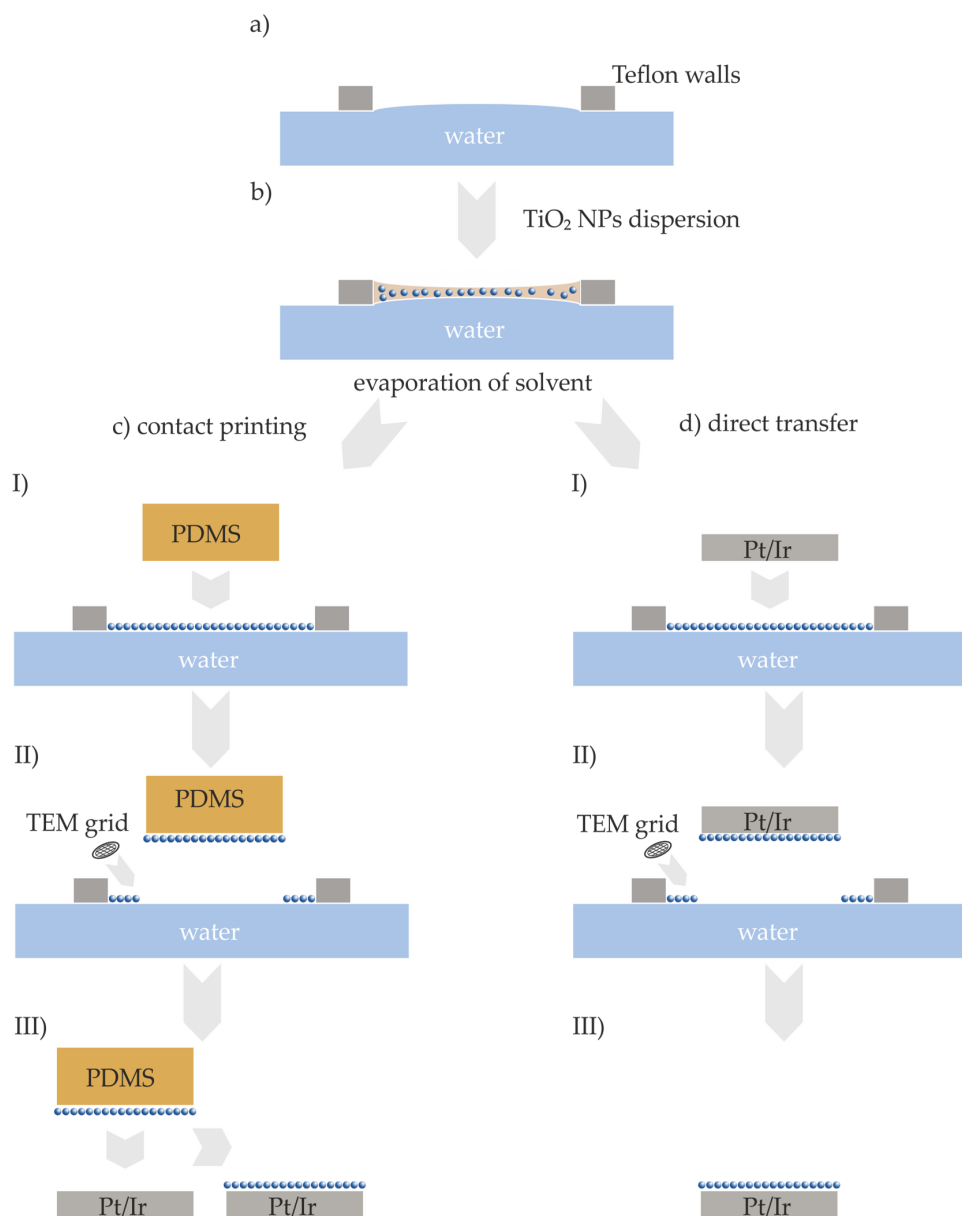 a)
Teflon walls
water
b)
TiO₂ NPs dispersion
water
evaporation of solvent
c) contact printing
d) direct transfer
I)
PDMS
water
II)
PDMS
TEM grid
water
III)
PDMS
Pt/Ir
Pt/Ir
I)
Pt/Ir
water
II)
Pt/Ir
TEM grid
water
III)
Pt/Ir